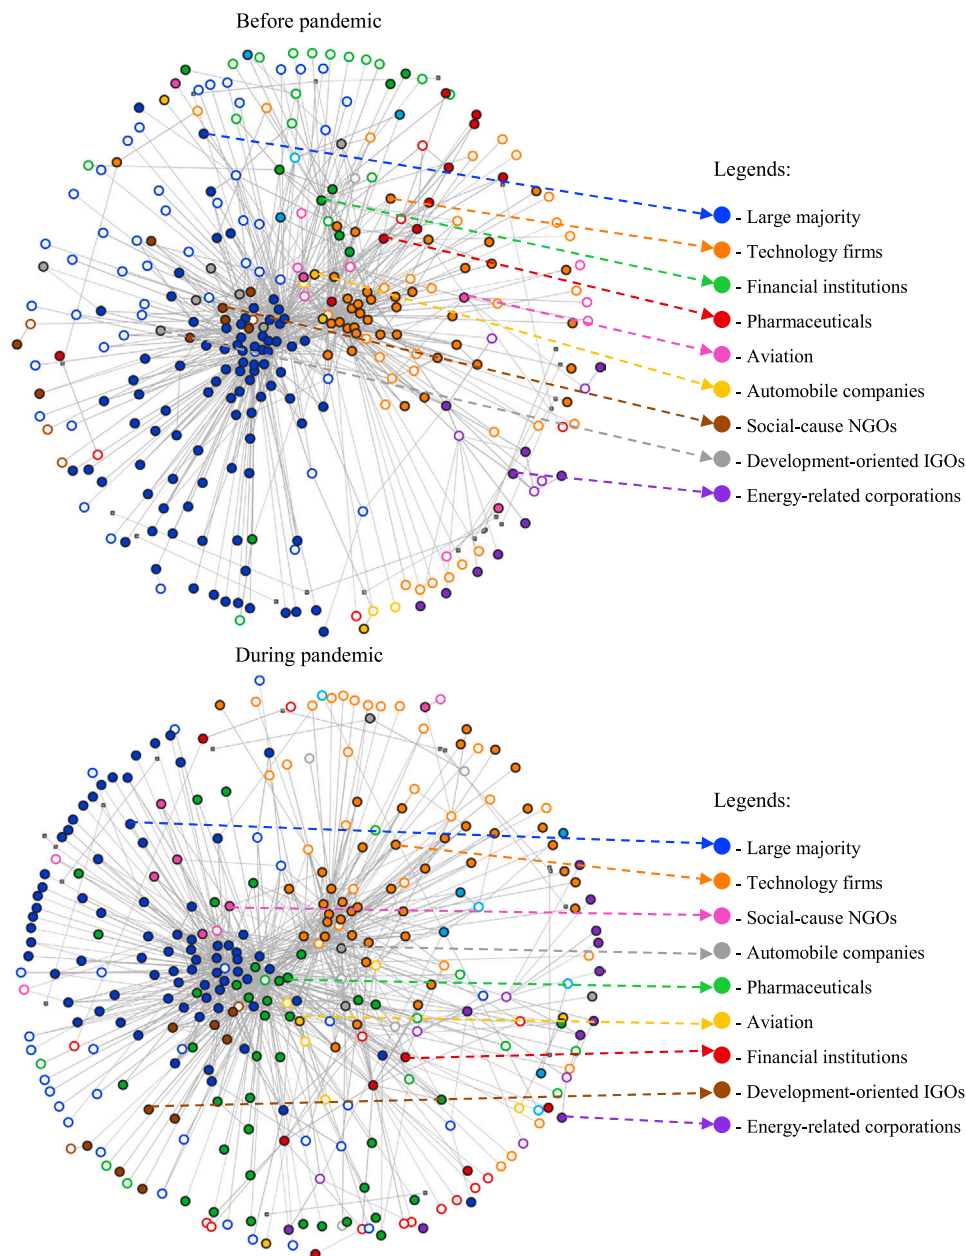 Before pandemic
Legends:
- Large majority
- Technology firms
- Financial institutions
- Pharmaceuticals
- Aviation
- Automobile companies
- Social-cause NGOs
- Development-oriented IGOs
- Energy-related corporations
During pandemic
Legends:
- Large majority
- Technology firms
- Social-cause NGOs
- Automobile companies
- Pharmaceuticals
- Aviation
- Financial institutions
- Development-oriented IGOs
- Energy-related corporations